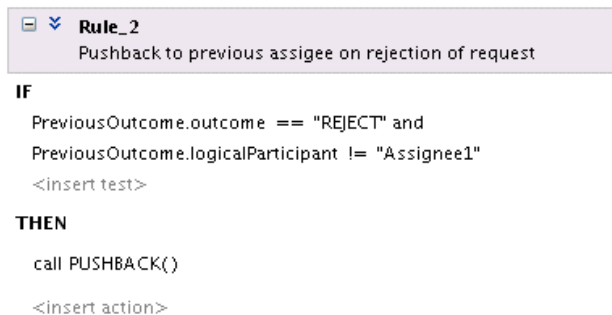 Rule_2
Pushback to previous assigee on rejection of request
IF
PreviousOutcome.outcome == "REJECT" and
PreviousOutcome.logicalParticipant != "Assignee1"
<insert test>
THEN
call PUSHBACK()
<insert action>